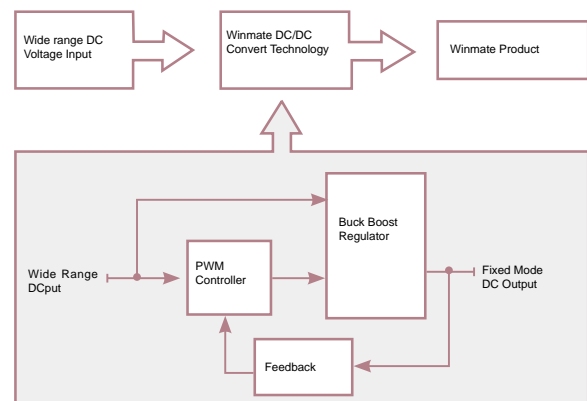 Wide range DC
Voltage Input
Winmate DC/DC
Convert Technology
Winmate Product
Buck Boost
Regulator
PWM
Controller
Wide Range
DCput
Fixed Mode
DC Output
Feedback